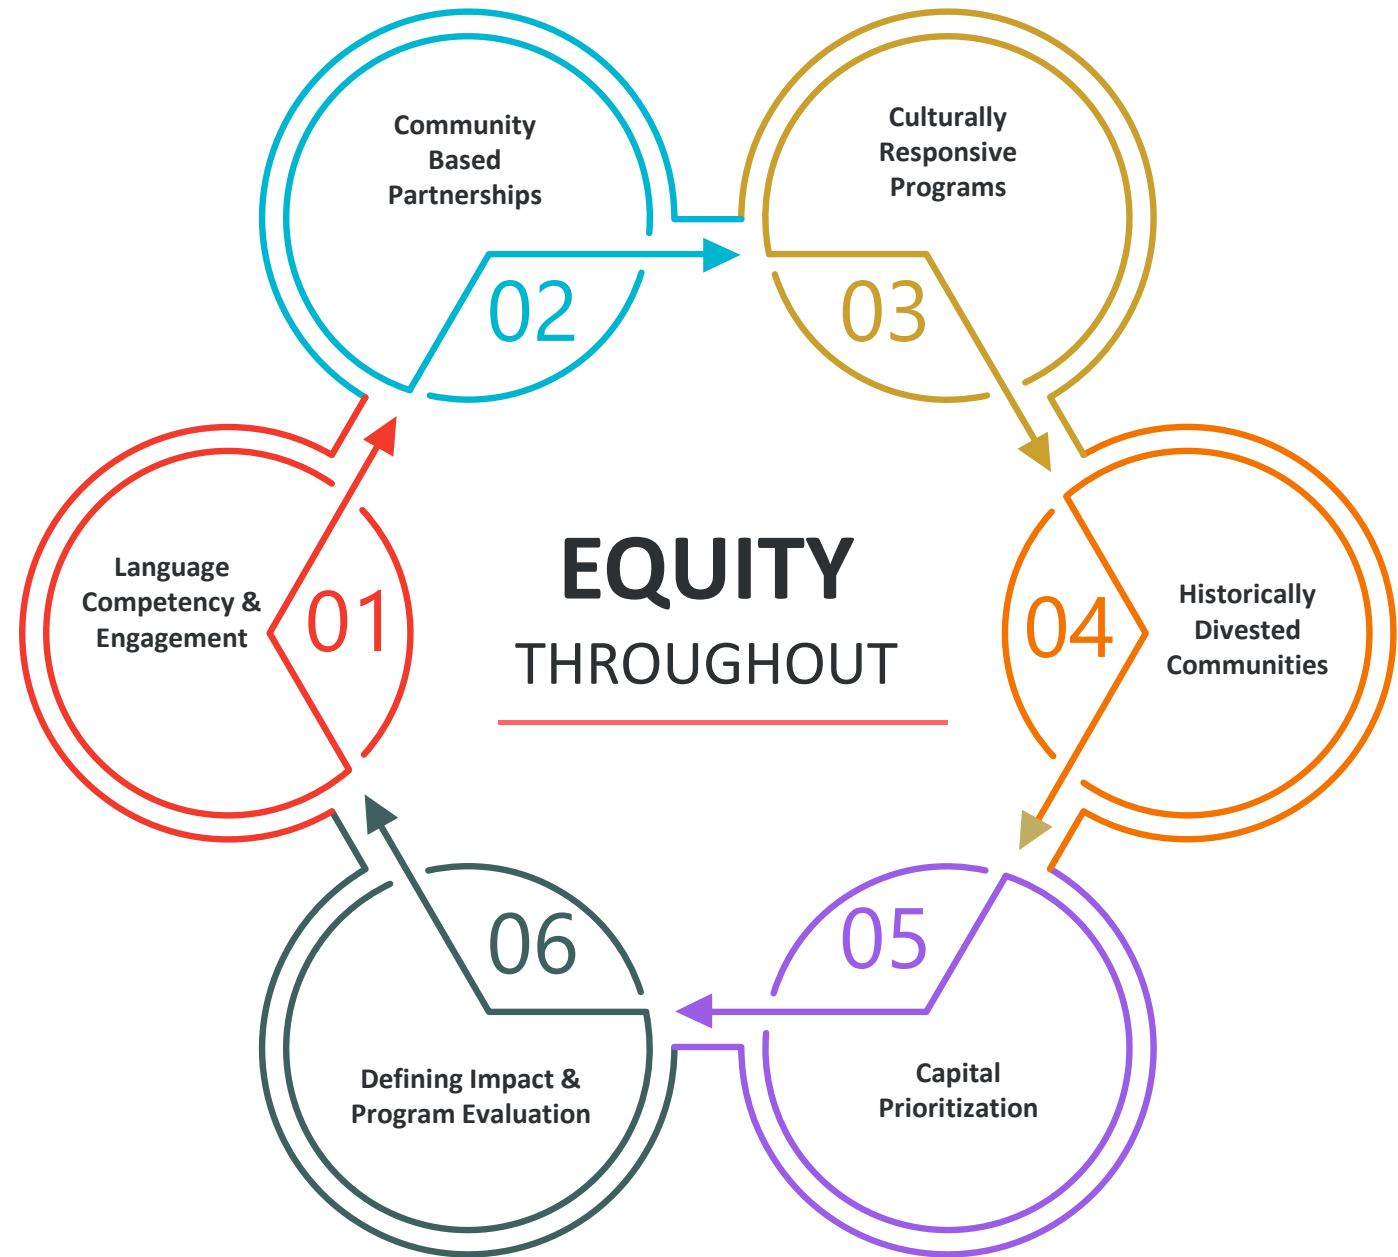 Language
Competency &
Engagement
01
Community
Based
Partnerships
02
Culturally
Responsive
Programs
03
Historically
Divested
Communities
04
Capital
Prioritization
05
Defining Impact &
Program Evaluation
06
EQUITY
THROUGHOUT